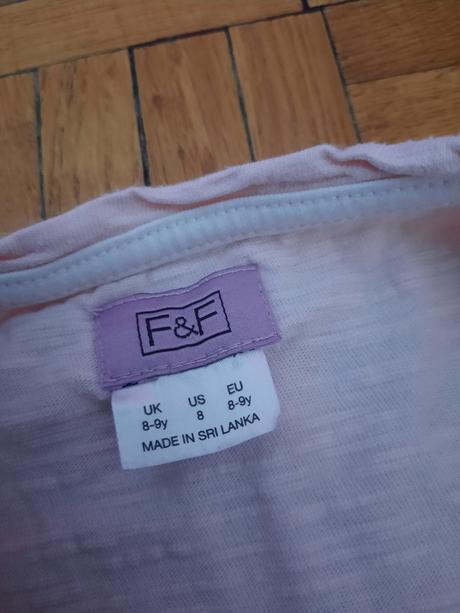 F&F
UK US EU
8-9y 8 8-9y
MADE IN SRI LANKA